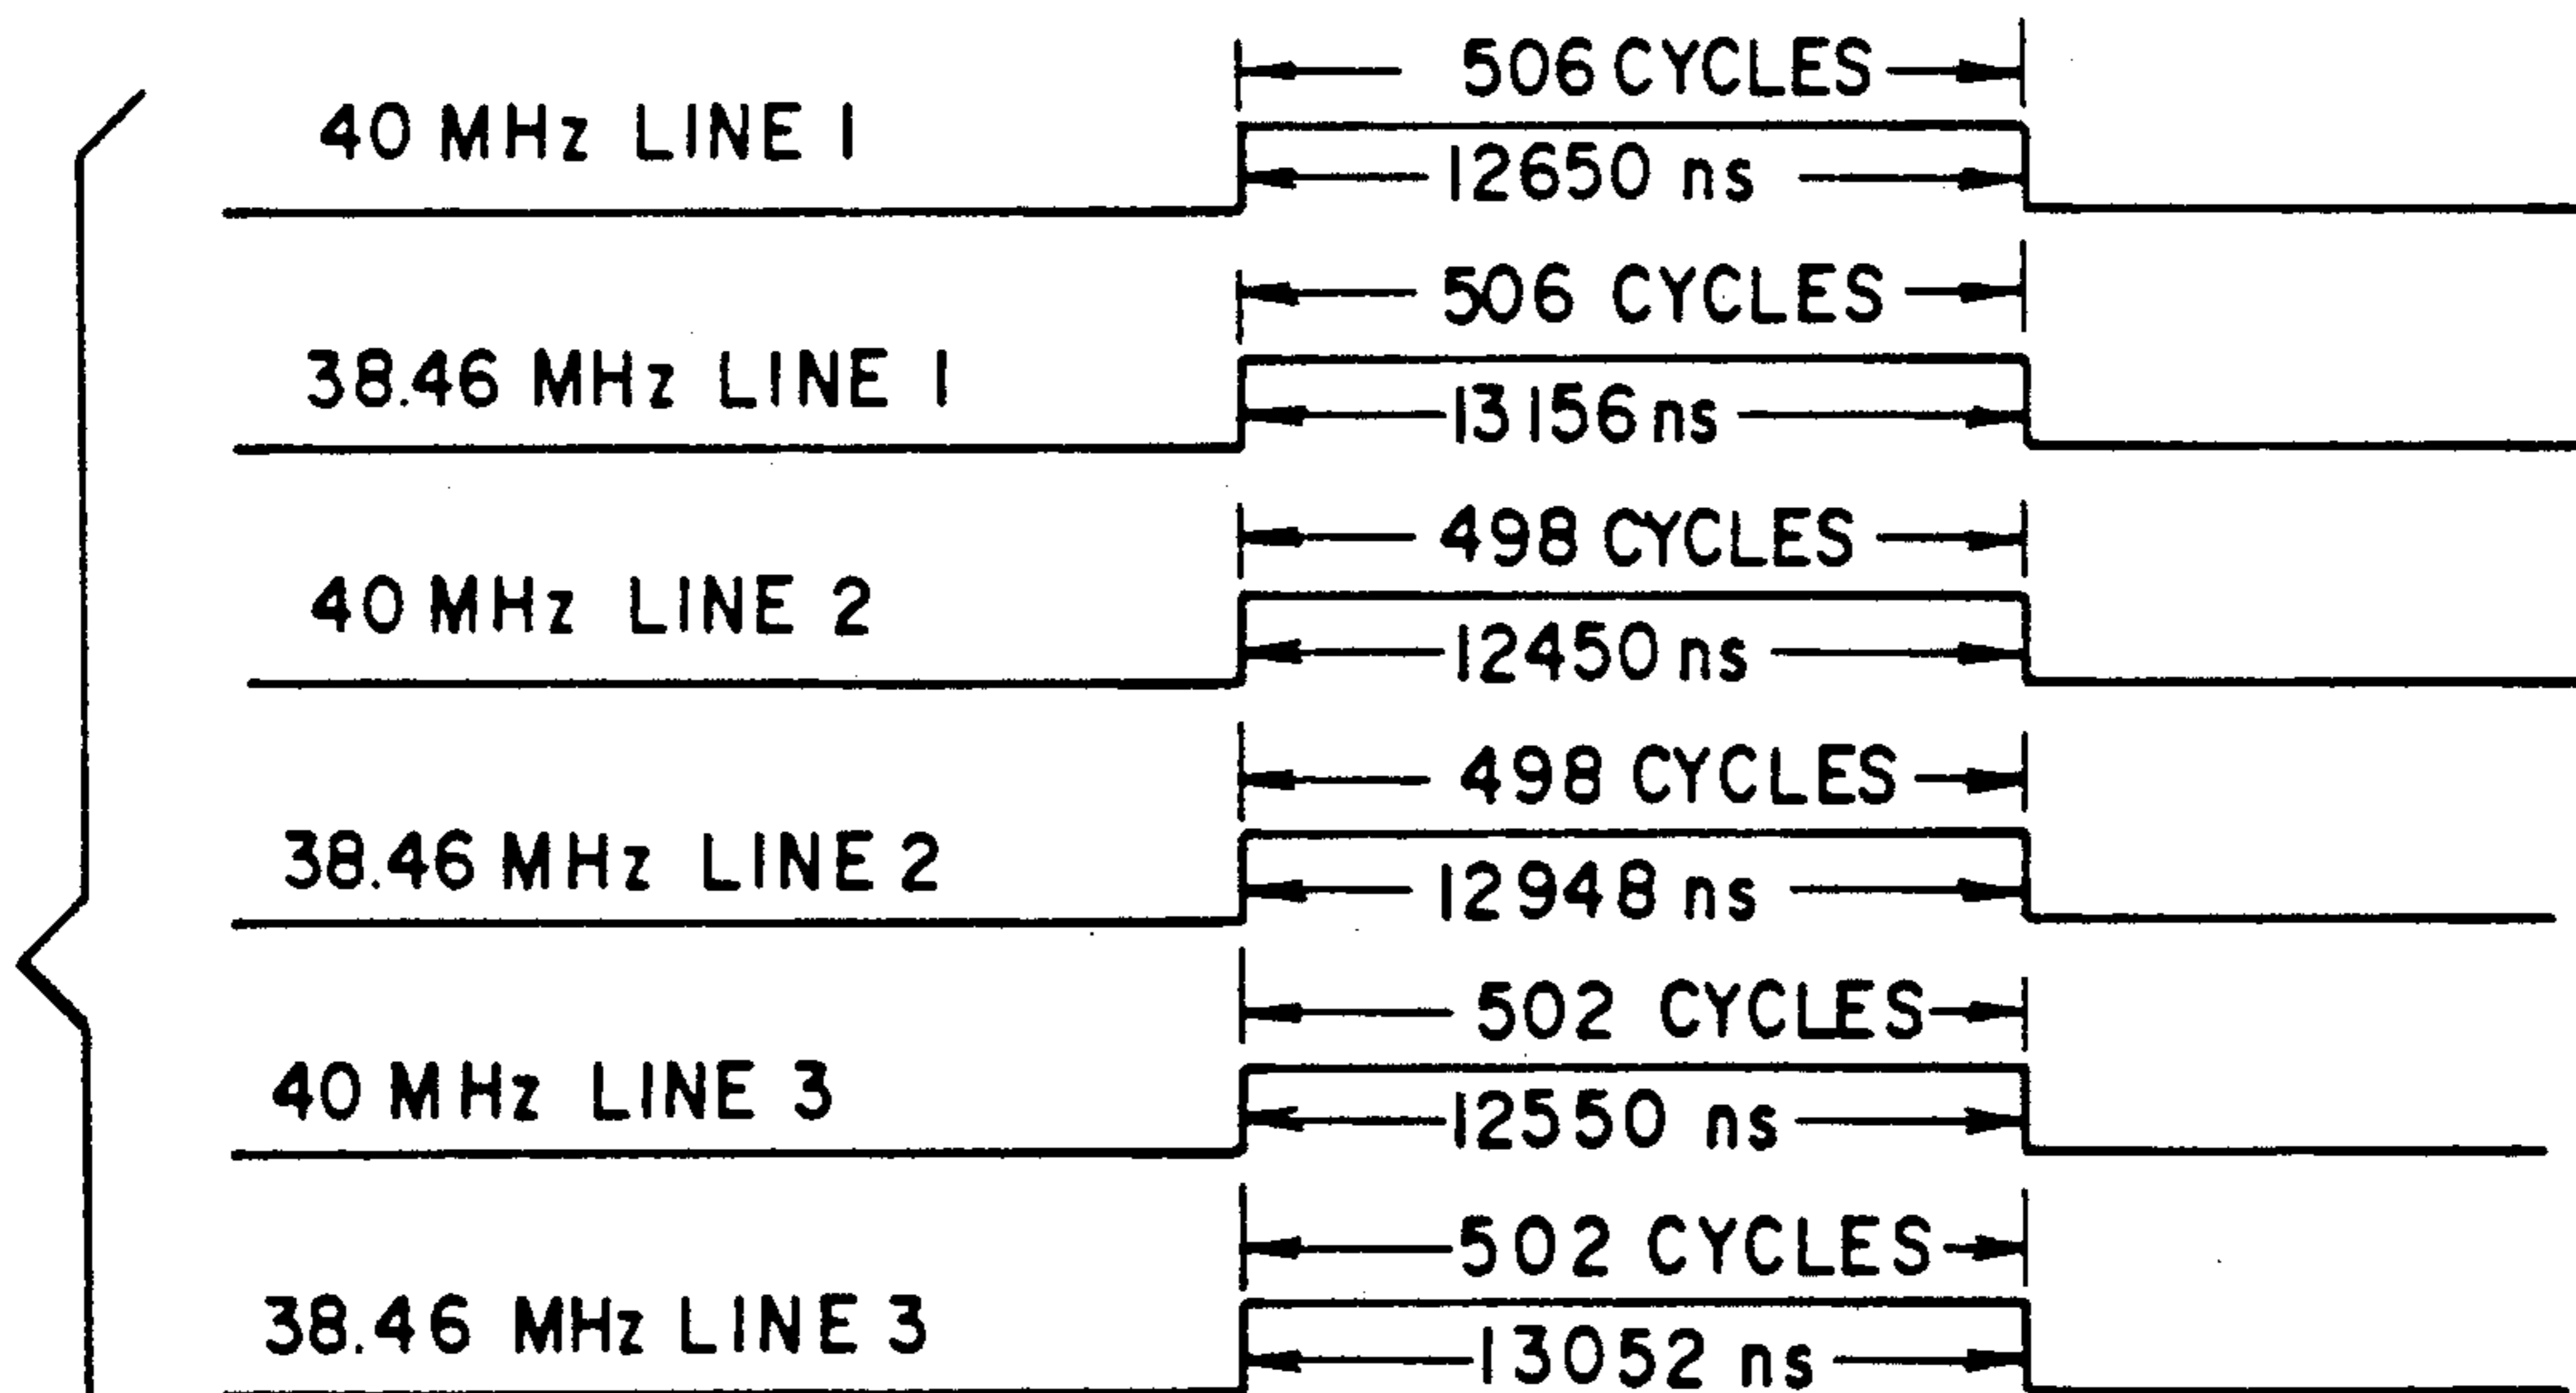 506 CYCLES
40 MHz LINE 1
12650 ns
506 CYCLES
38.46 MHz LINE 1
13156 ns
498 CYCLES
40 MHz LINE 2
12450 ns
498 CYCLES
38.46 MHz LINE 2
12948 ns
502 CYCLES
40 MHz LINE 3
12550 ns
502 CYCLES
38.46 MHz LINE 3
13052 ns